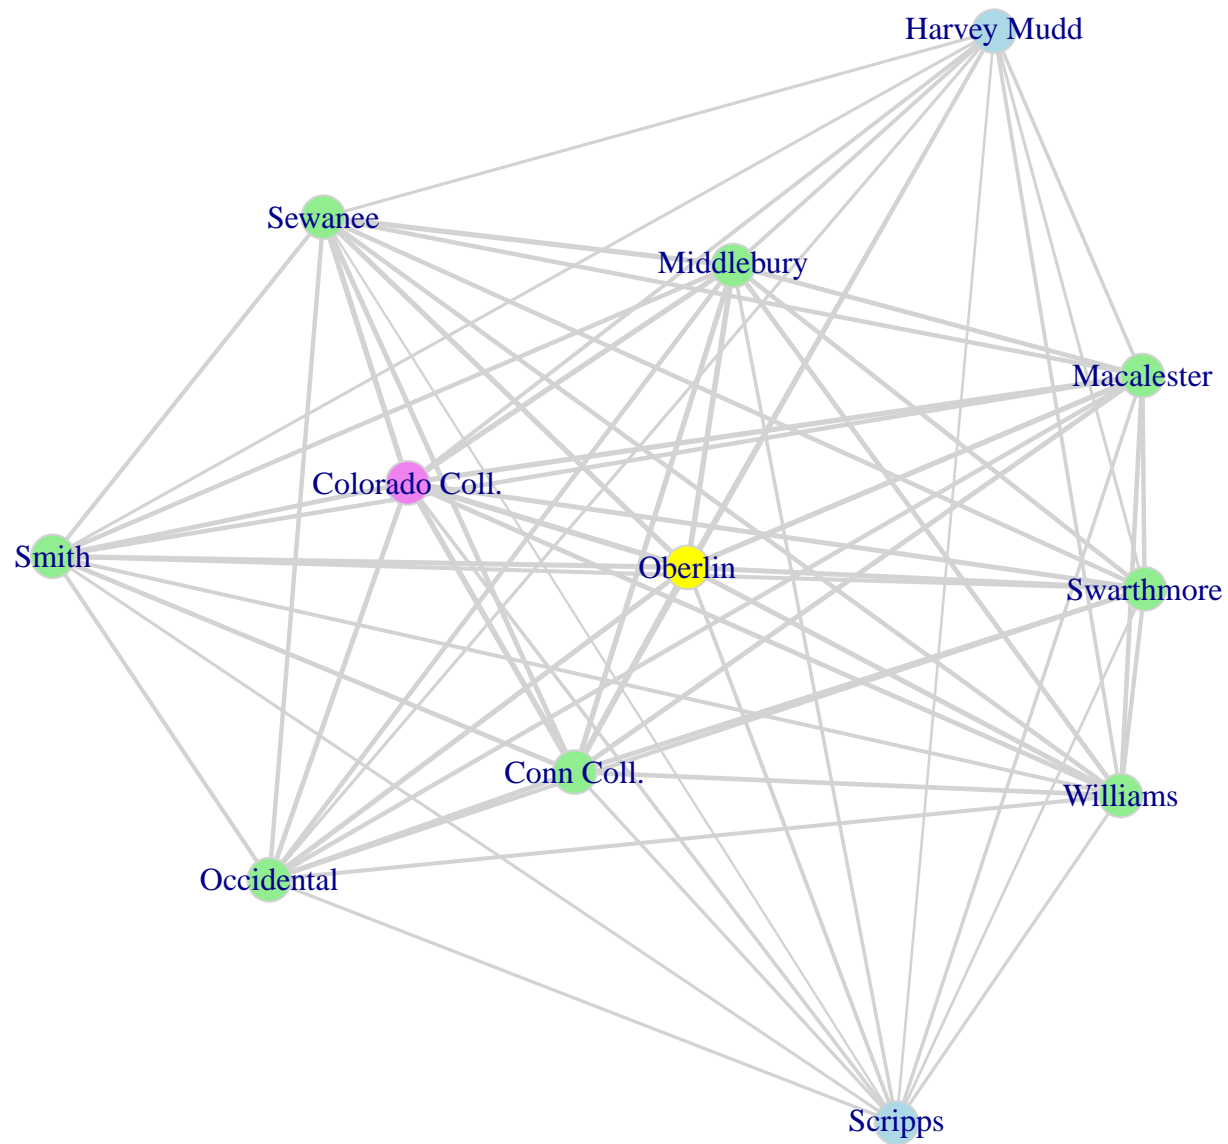 Harvey Mudd
Sewanee
Middlebury
Macalester
Colorado Coll.
Smith
Oberlin
Swarthmore
Conn Coll.
Williams
Occidental
Scripps